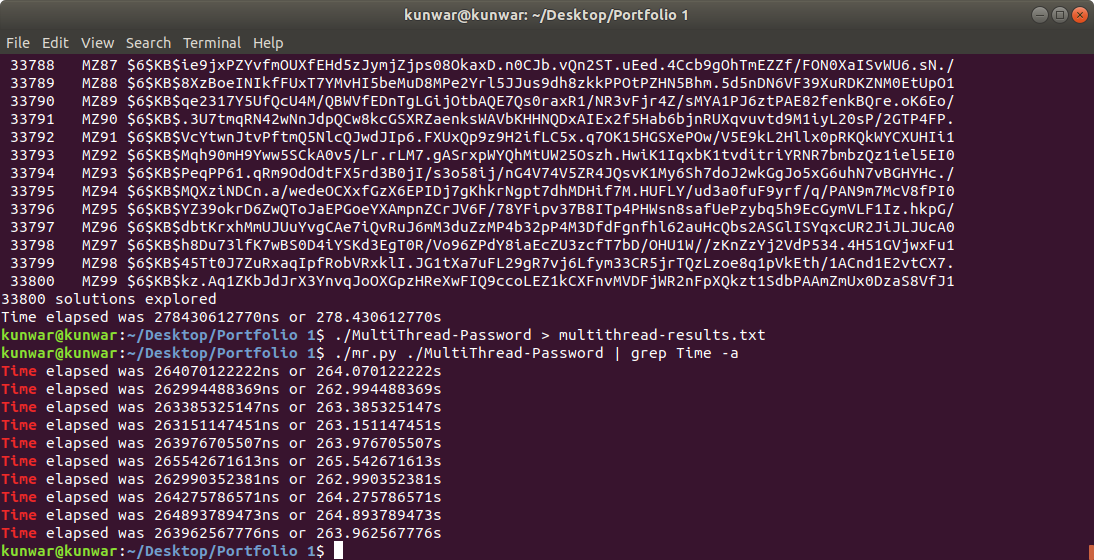 kunwar@kunwar: ~/Desktop/Portfolio 1
File Edit View Search Terminal Help
33788 MZ87 $6$KB$ie9jxPZYvfmOUXfEHd5zJymjZjps08OkaxD.n0CJb.vQn2ST.uEed.4Ccb9gOhTmEZZf/FON0XaISvWU6.sN./
33789 MZ88 $6$KB$8XzBoeINIkfFUxT7YMvHI5beMuD8MPe2Yrl5JJus9dh8zkkPPOtPZHN5Bhm.5d5nDN6VF39XuRDKZNM0EtUpO1
33790 MZ89 $6$KB$qe2317Y5UfQcU4M/QBWVfEDnTgLGijOtbAQE7Qs0raxR1/NR3vFjr4Z/sMYA1PJ6ztPAE82fenkBQre.oK6Eo/
33791 MZ90 $6$KB$.3U7tmqRN42wNnJdpQCw8kcGSXRZaenksWAVbKHHNQDxAIEx2f5Hab6bjnRUXqvuvtd9M1iyL20sP/2GTP4FP.
33792 MZ91 $6$KB$VcYtwnJtvPftmQ5NlcQJwdJIp6.FXUxQp9z9H2ifLC5x.q7OK15HGSXePOw/V5E9kL2Hllx0pRKQkWYCXUHIi1
33793 MZ92 $6$KB$Mqh90mH9Yww5SCkA0v5/Lr.rLM7.gASrxpWYQhMtUW25Oszh.HwiK1IqxbK1tvditriYRNR7bmbzQz1iel5EI0
33794 MZ93 $6$KB$PeqPP61.qRm9OdOdtFX5rd3B0jI/s3o58ij/nG4V74V5ZR4JQsvK1My6Sh7doJ2wkGgJo5xG6uhN7vBGHYHc./
33795 MZ94 $6$KB$MQXziNDCn.a/wedeOCXxfGzX6EPIDj7gKhkrNgpt7dhMDHif7M.HUFLY/ud3a0fuF9yrf/q/PAN9m7McV8fPI0
33796 MZ95 $6$KB$YZ39okrD6ZwQToJaEPGoeYXAmpnZCrJV6F/78YFipv37B8ITp4PHWsn8safUePzybq5h9EcGymVLF1Iz.hkpG/
33797 MZ96 $6$KB$dbtKrxhMmUJUuYvgCAe7iQvRuJ6mM3duZzMP4b32pP4M3DfdFgnfhl62auHcQbs2ASGlISYqxcUR2JiJLJUcA0
33798 MZ97 $6$KB$h8Du73lfK7wBS0D4iYSKd3EgT0R/Vo96ZPdY8iaEcZU3zcfT7bD/OHU1W//zKnZzYj2VdP534.4H51GVjwxFu1
33799 MZ98 $6$KB$45Tt0J7ZuRxaqIpfRobVRxklI.JG1tXa7uFL29gR7vj6Lfym33CR5jrTQzLzoe8q1pVkEth/1ACnd1E2vtCX7.
33800 MZ99 $6$KB$kz.Aq1ZKbJdJrX3YnvqJoOXGpzHReXwFIQ9ccoLEZ1kCXFnvMVDFjWR2nFpXQkzt1SdbPAAmZmUx0DzaS8VfJ1
33800 solutions explored
Time elapsed was 278430612770ns or 278.430612770s
kunwar@kunwar:~/Desktop/Portfolio 1$ ./MultiThread-Password > multithread-results.txt
kunwar@kunwar:~/Desktop/Portfolio 1$ ./mr.py ./MultiThread-Password | grep Time -a
Time elapsed was 264070122222ns or 264.070122222s
Time elapsed was 262994488369ns or 262.994488369s
Time elapsed was 263385325147ns or 263.385325147s
Time elapsed was 263151147451ns or 263.151147451s
Time elapsed was 263976705507ns or 263.976705507s
Time elapsed was 265542671613ns or 265.542671613s
Time elapsed was 262990352381ns or 262.990352381s
Time elapsed was 264275786571ns or 264.275786571s
Time elapsed was 264893789473ns or 264.893789473s
Time elapsed was 263962567776ns or 263.962567776s
kunwar@kunwar:~/Desktop/Portfolio 1$